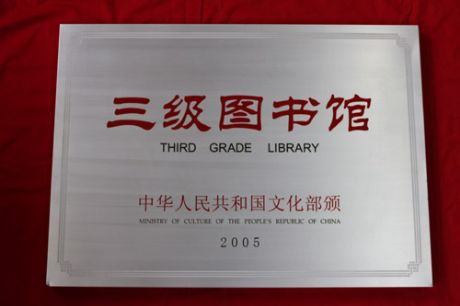 三级图书馆
THIRD GRADE LIBRARY
中华人民共和国文化部颁
MINISTRY OF CULTURE OF THE PEOPLE'S REPUBLIC OF CHINA
2005